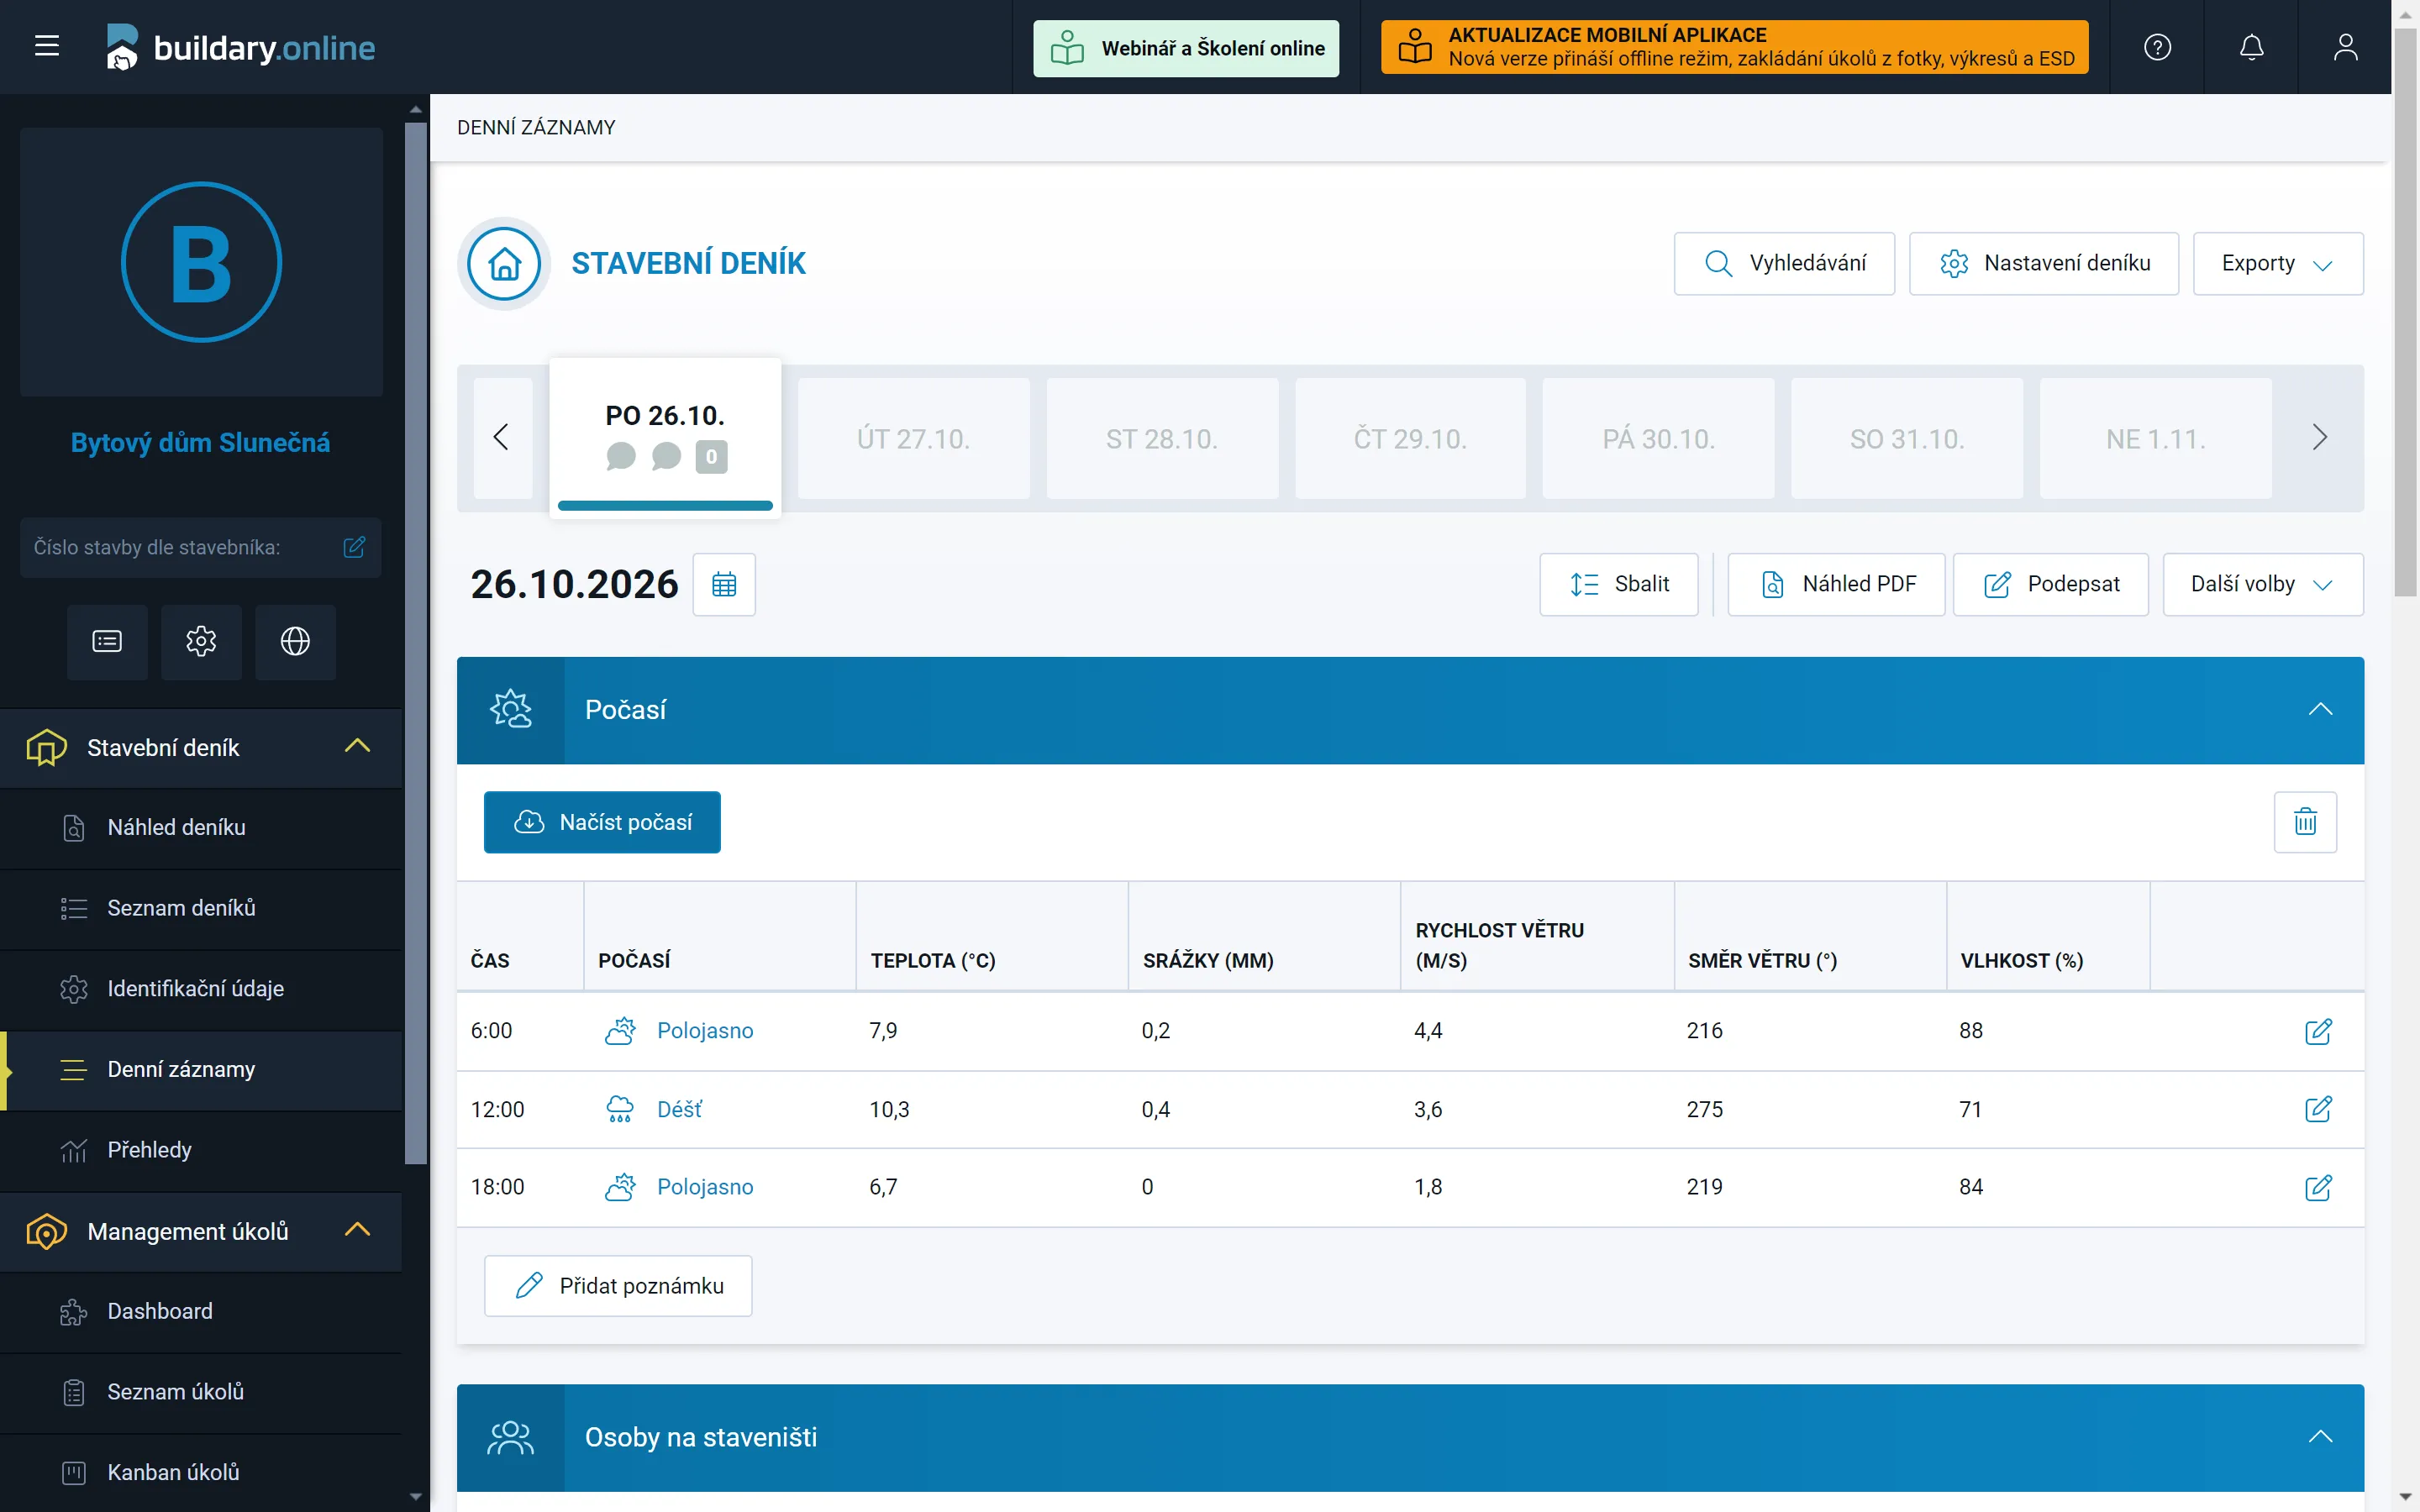 buildary.online
Webinář a Školení online
AKTUALIZACE MOBILNÍ APLIKACE
Nová verze přináší offline režim, zakládání úkolů z fotky, výkresů a ESD
B
Bytový dům Slunečná
Číslo stavby dle stavebníka:
Stavební deník
Náhled deníku
Seznam deníků
Identifikační údaje
Denní záznamy
Přehledy
Management úkolů
Dashboard
Seznam úkolů
Kanban úkolů
DENNÍ ZÁZNAMY
STAVEBNÍ DENÍK
Vyhledávání
Nastavení deníku
Exporty
PO 26.10.
0
ÚT 27.10.
ST 28.10.
ČT 29.10.
PÁ 30.10.
SO 31.10.
NE 1.11.
26.10.2026
Sbalit
Náhled PDF
Podepsat
Další volby
Počasí
Načíst počasí
ČAS POČASÍ TEPLOTA (°C) SRÁŽKY (MM) RYCHLOST VĚTRU (M/S) SMĚR VĚTRU (°) VLHKOST (%)
6:00 Polojasno 7,9 0,2 4,4 216 88
12:00 Déšť 10,3 0,4 3,6 275 71
18:00 Polojasno 6,7 0 1,8 219 84
Přidat poznámku
Osoby na staveništi